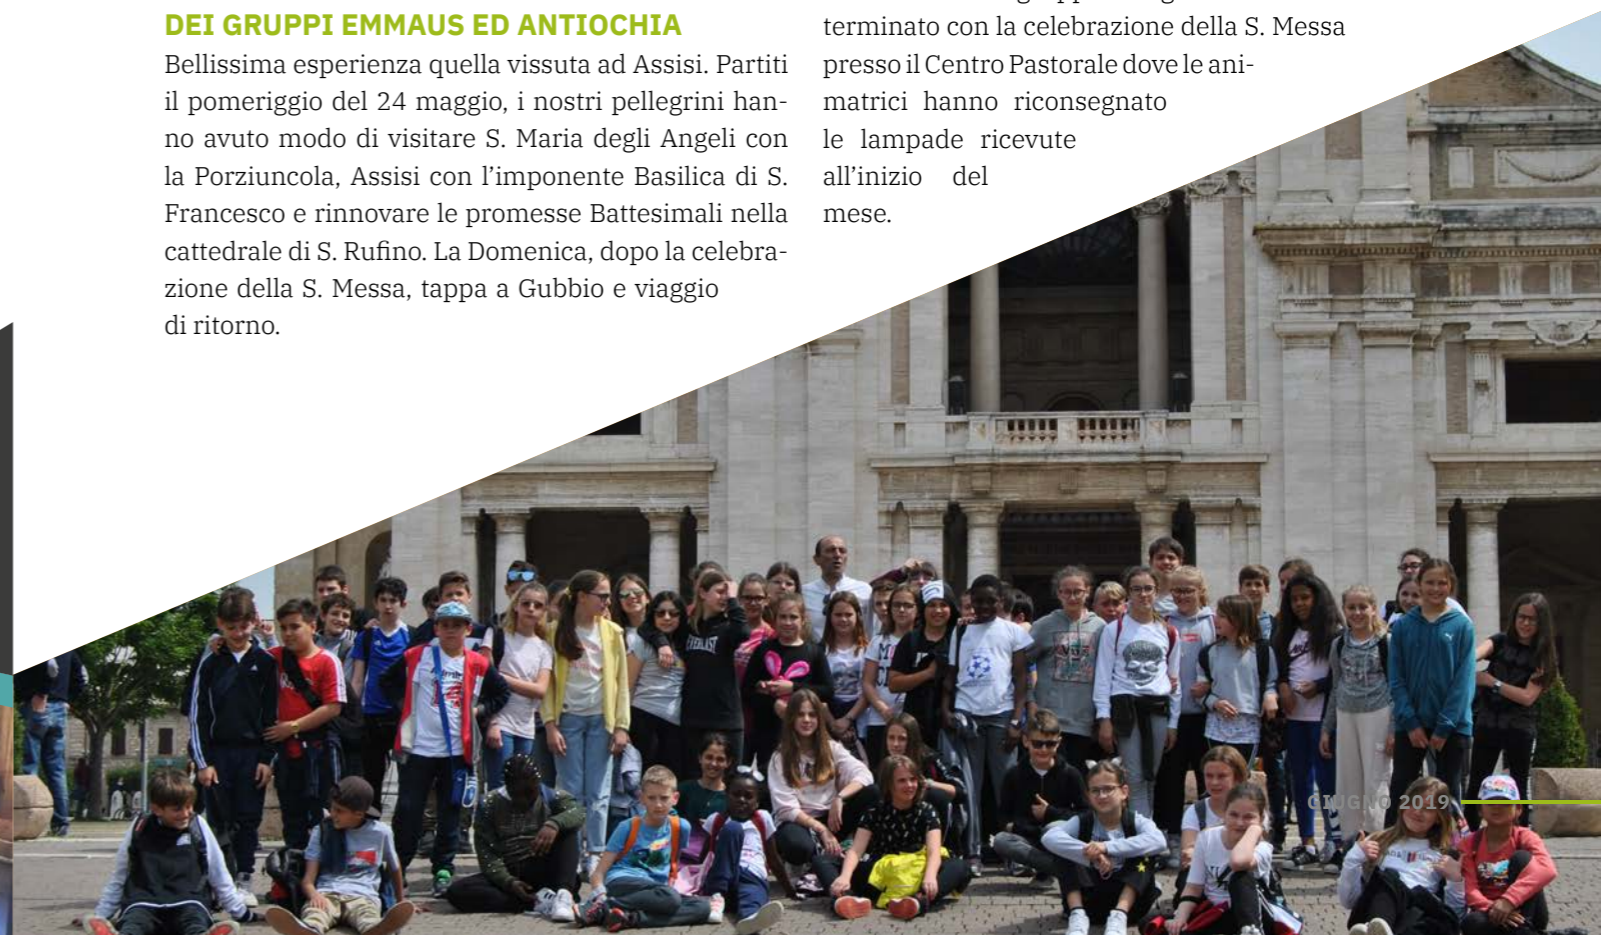 DEI GRUPPI EMMAUS ED ANTIOCHIA
Bellissima esperienza quella vissuta ad Assisi. Partiti
il pomeriggio del 24 maggio, i nostri pellegrini han-
no avuto modo di visitare S. Maria degli Angeli con
la Porziuncola, Assisi con l’imponente Basilica di S.
Francesco e rinnovare le promesse Battesimali nella
cattedrale di S. Rufino. La Domenica, dopo la celebra-
zione della S. Messa, tappa a Gubbio e viaggio
di ritorno.
terminato con la celebrazione della S. Messa
presso il Centro Pastorale dove le ani-
matrici hanno riconsegnato
le lampade ricevute
all’inizio del
mese.
EVERLAST
GIUGNO 2019